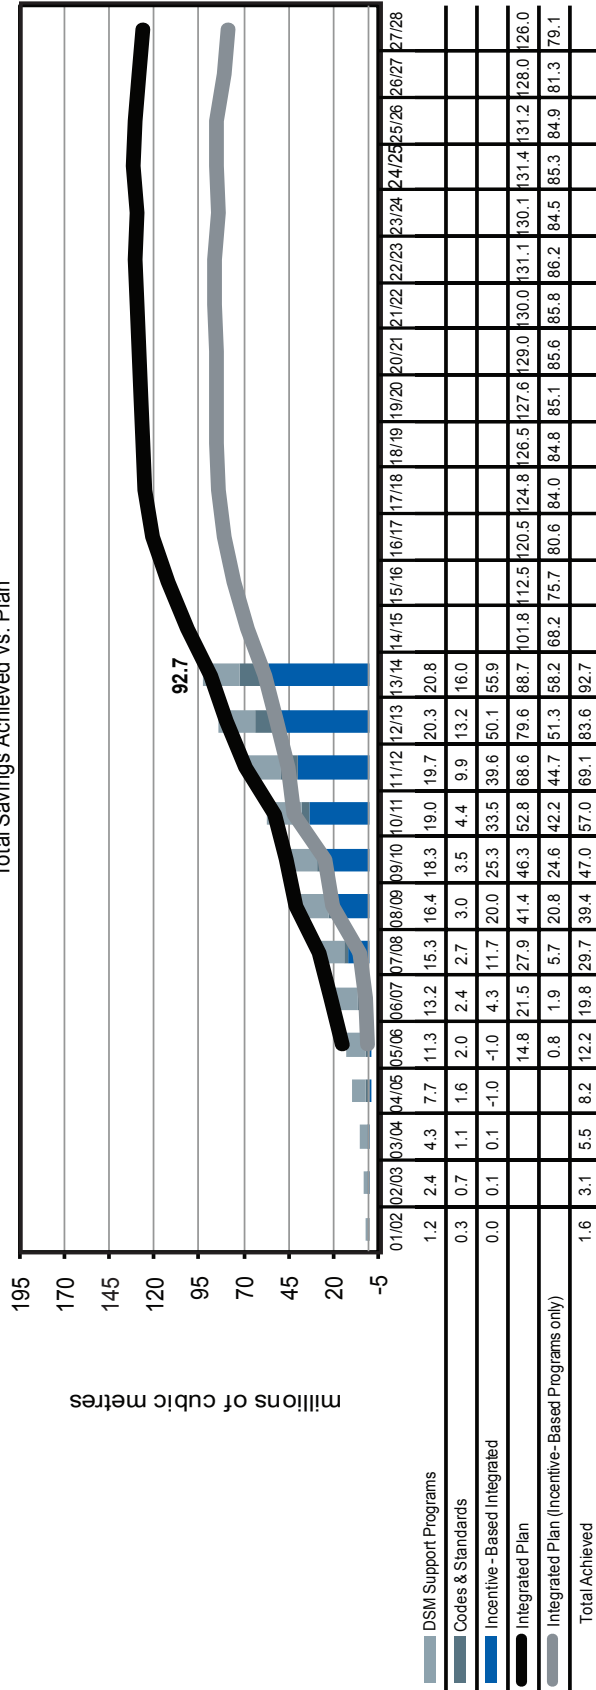 Total Savings Achieved vs. Plan
millions of cubic metres
195
170
145
120
95
70
45
20
-5
92.7
01/02 02/03 03/04 04/05 05/06 06/07 07/08 08/09 09/10 10/11 11/12 12/13 13/14 14/15 15/16 16/17 17/18 18/19 19/20 20/21 21/22 22/23 23/24 24/25 25/26 26/27 27/28
DSM Support Programs 1.2 2.4 4.3 7.7 11.3 13.2 15.3 16.4 18.3 19.0 19.7 20.3 20.8
Codes & Standards 0.3 0.7 1.1 1.6 2.0 2.4 2.7 3.0 3.5 4.4 9.9 13.2 16.0
Incentive - Based Integrated 0.0 0.1 0.1 -1.0 -1.0 4.3 11.7 20.0 25.3 33.5 39.6 50.1 55.9
Integrated Plan 14.8 21.5 27.9 41.4 46.3 52.8 68.6 79.6 88.7 101.8 112.5 120.5 124.8 126.5 127.6 129.0 130.0 131.1 130.1 131.4 131.2 128.0 126.0
Integrated Plan (Incentive- Based Programs only) 0.8 1.9 5.7 20.8 24.6 42.2 44.7 51.3 58.2 68.2 75.7 80.6 84.0 84.8 85.1 85.6 85.8 86.2 84.5 85.3 84.9 81.3 79.1
Total Achieved 1.6 3.1 5.5 8.2 12.2 19.8 29.7 39.4 47.0 57.0 69.1 83.6 92.7